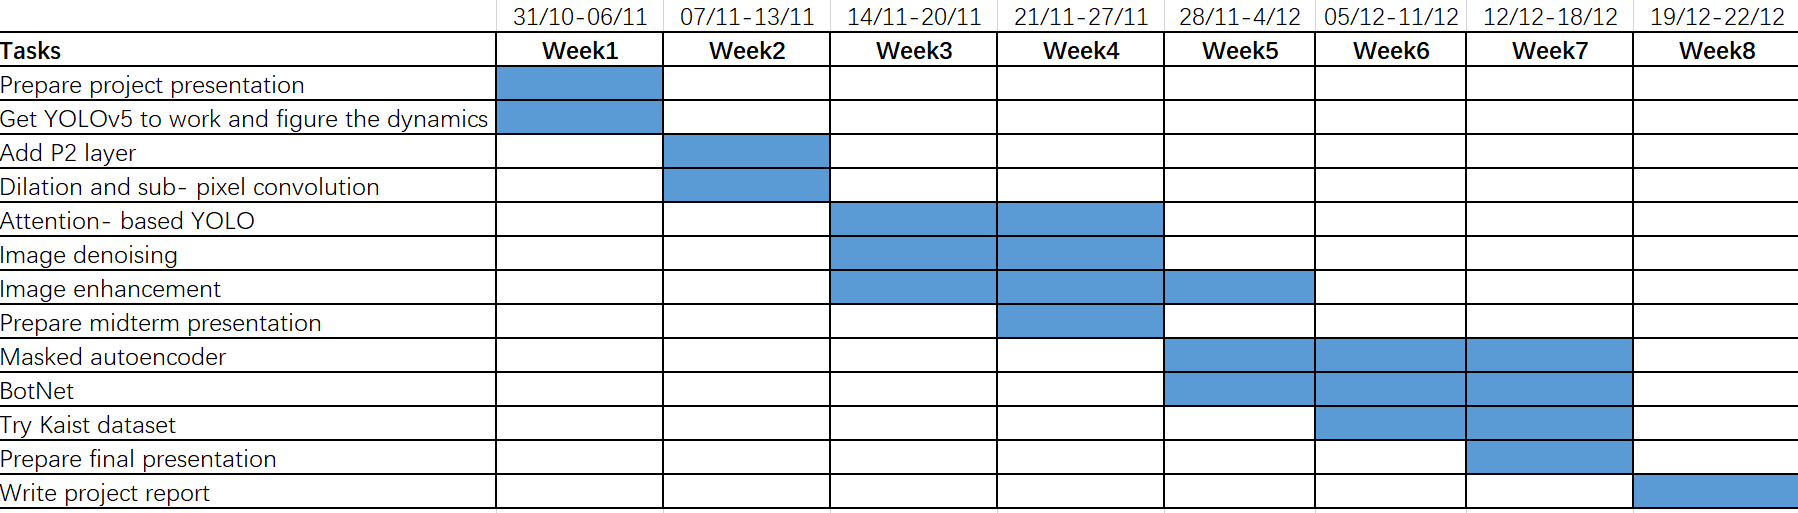 31/10-06/11 07/11-13/11 14/11-20/11 21/11-27/11 28/11-4/12 05/12-11/12 12/12-18/12 19/12-22/12
Tasks Week1 Week2 Week3 Week4 Week5 Week6 Week7 Week8
Prepare project presentation
Get YOLOv5 to work and figure the dynamics
Add P2 layer
Dilation and sub- pixel convolution
Attention- based YOLO
Image denoising
Image enhancement
Prepare midterm presentation
Masked autoencoder
BotNet
Try Kaist dataset
Prepare final presentation
Write project report